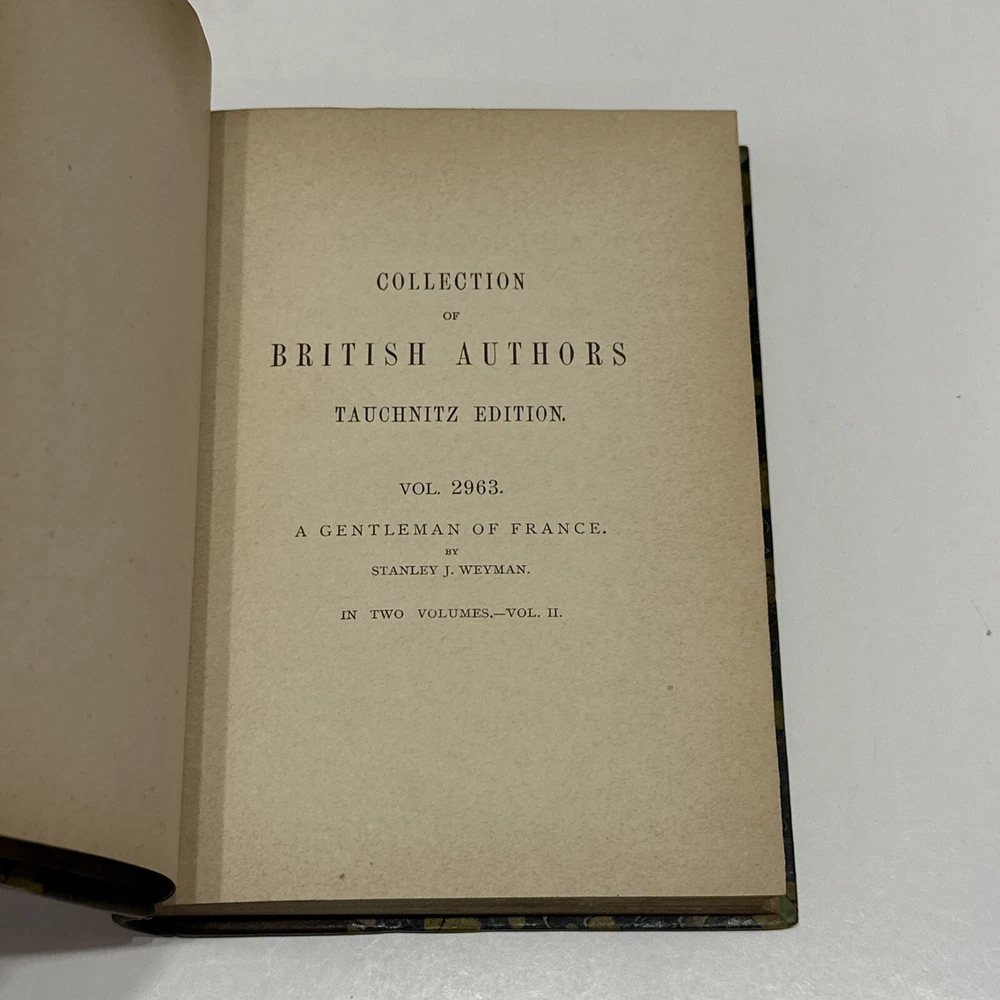 COLLECTION
OF
BRITISH AUTHORS
TAUCHNITZ EDITION.
VOL. 2963.
A GENTLEMAN OF FRANCE.
BY
STANLEY J. WEYMAN.
IN TWO VOLUMES.—VOL. II.